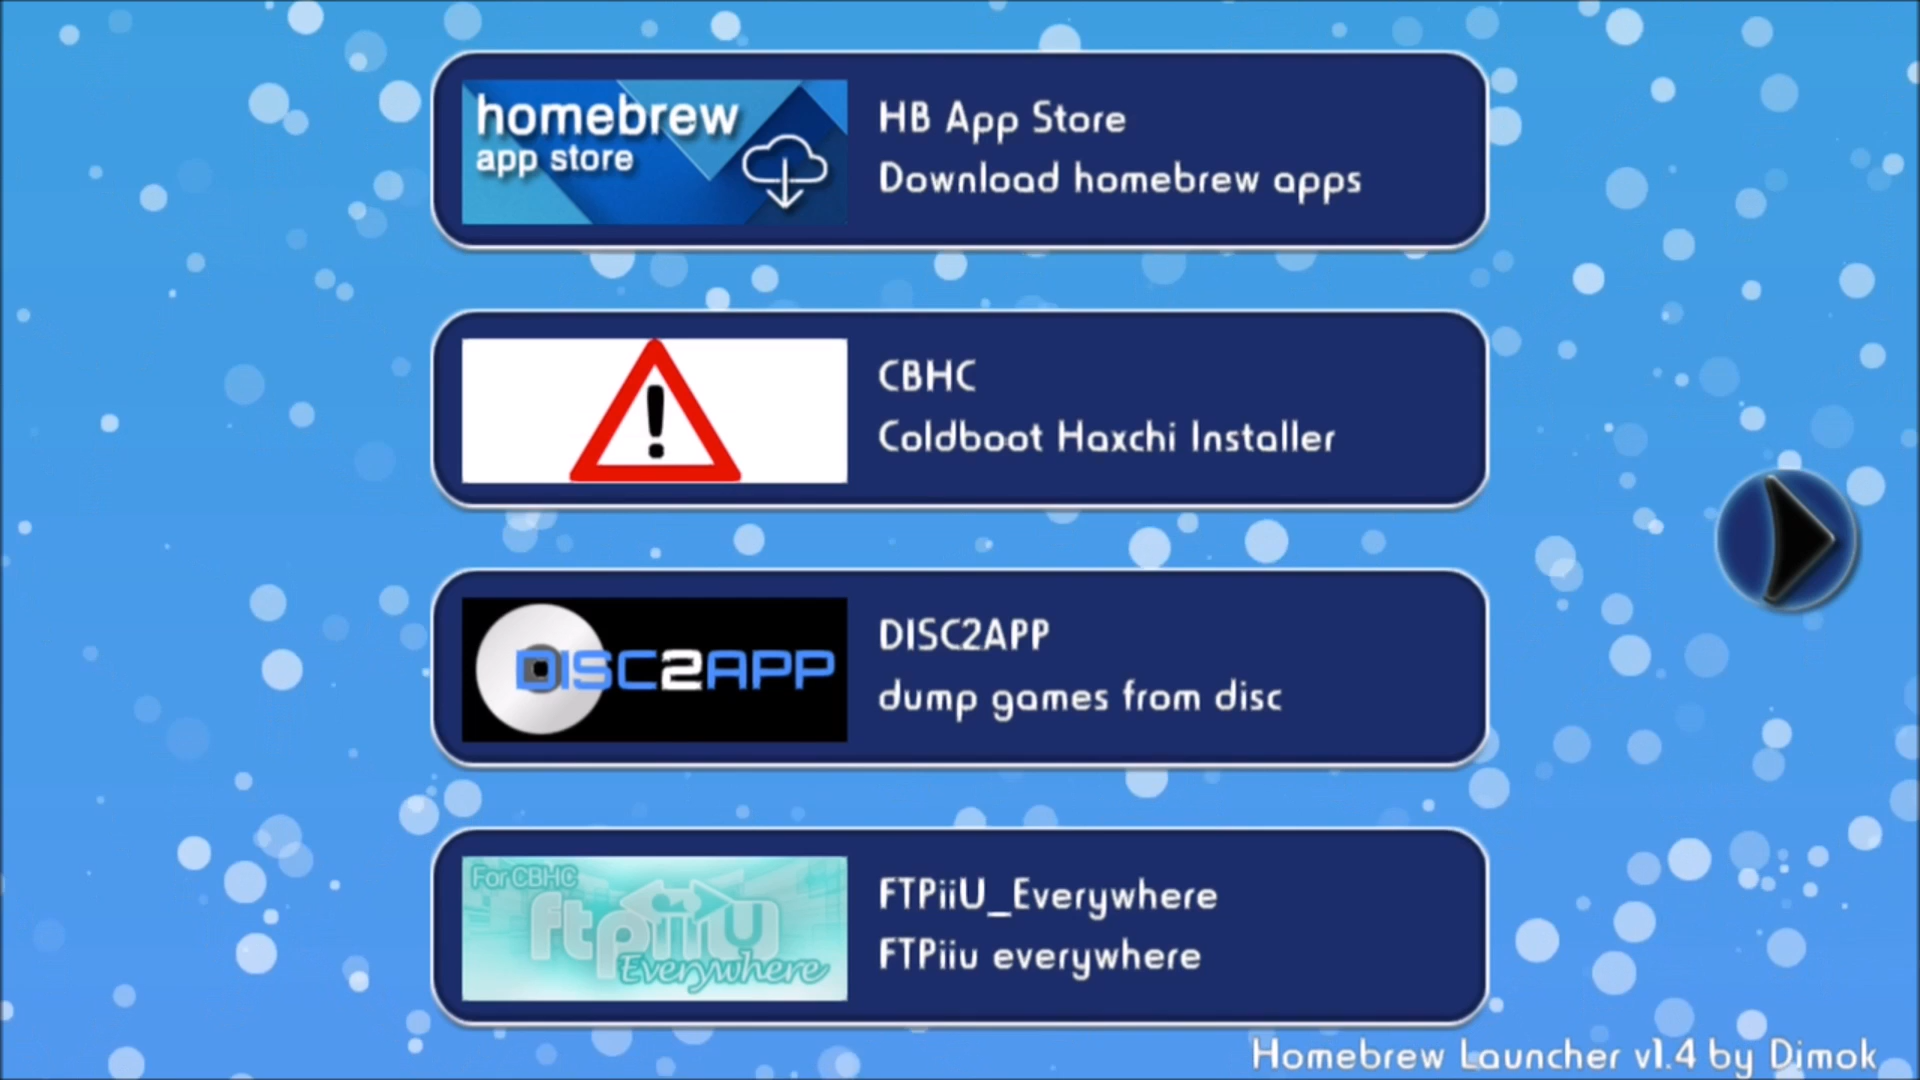 homebrew
app store
HB App Store
Download homebrew apps
!
CBHC
Coldboot Haxchi Installer
DISC2APP
DISC2APP
dump games from disc
For CBHC
ftpiiU
Everywhere
FTPiiU_Everywhere
FTPiiu everywhere
Homebrew Launcher v1.4 by Dimok